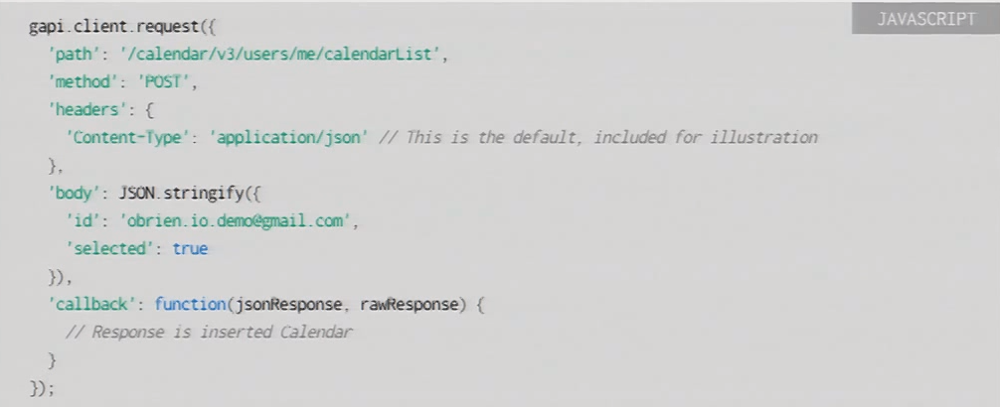 JAVASCRIPT
gapi.client.request({
  'path': '/calendar/v3/users/me/calendarList',
  'method': 'POST',
  'headers': {
    'Content-Type': 'application/json' // This is the default, included for illustration
  },
  'body': JSON.stringify({
    'id': 'obrien.io.demo@gmail.com',
    'selected': true
  }),
  'callback': function(jsonResponse, rawResponse) {
    // Response is inserted Calendar
  }
});